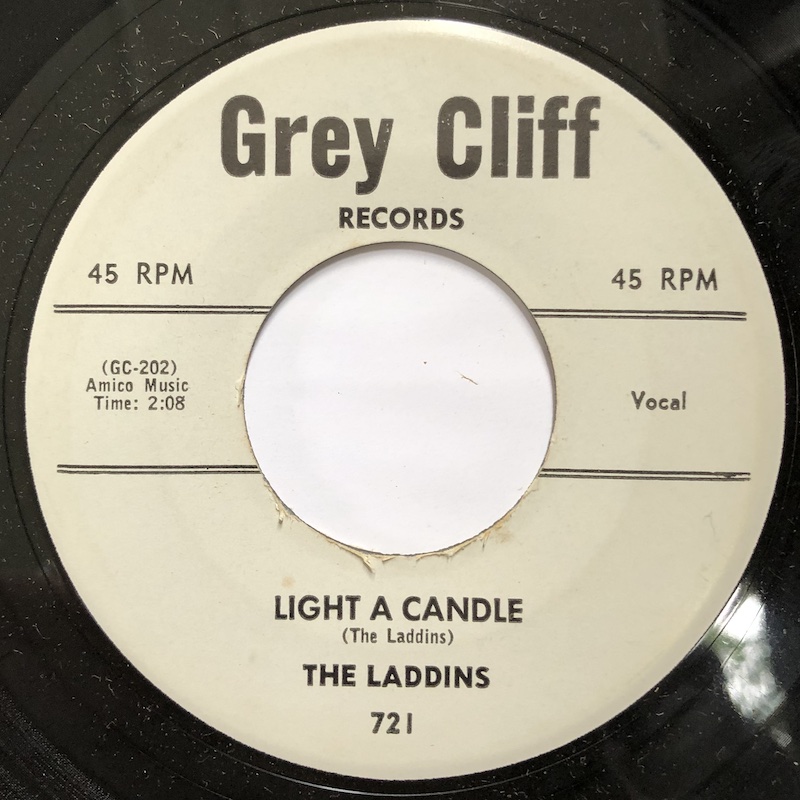 Grey Cliff
RECORDS
45 RPM
45 RPM
(GC-202)
Amico Music
Time: 2:08
Vocal
LIGHT A CANDLE
(The Laddins)
THE LADDINS
721